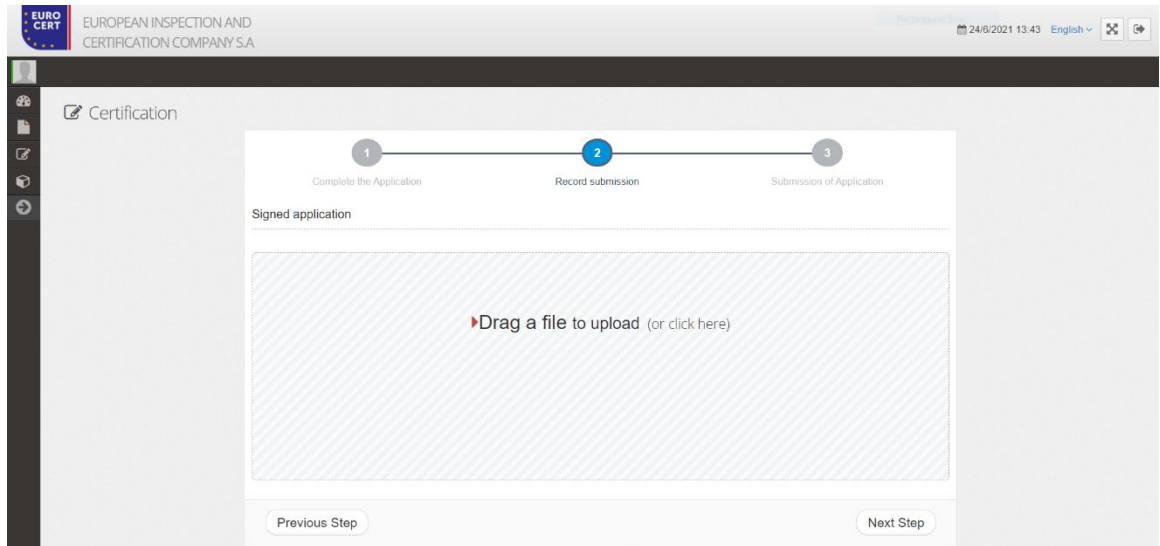 EURO
CERT
EUROPEAN INSPECTION AND
CERTIFICATION COMPANY S.A
24/6/2021 13:43 English
Certification
1 2 3
Complete the Application Record submission Submission of Application
Signed application
Drag a file to upload (or click here)
Previous Step Next Step